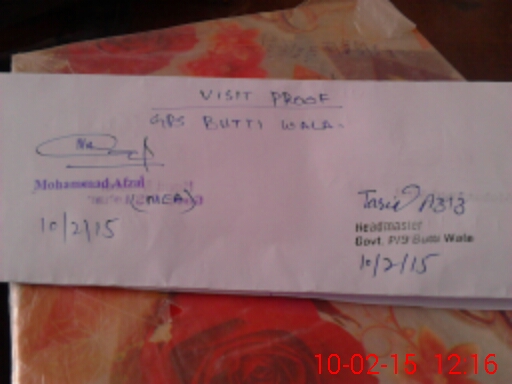 VISIT PROOF
GPS BUTTI WALA.
Mohammad Afzal
(MEA)
10/2/15
Headmaster
Govt. P/S Butti Wala
10/2/15
10-02-15 12:16